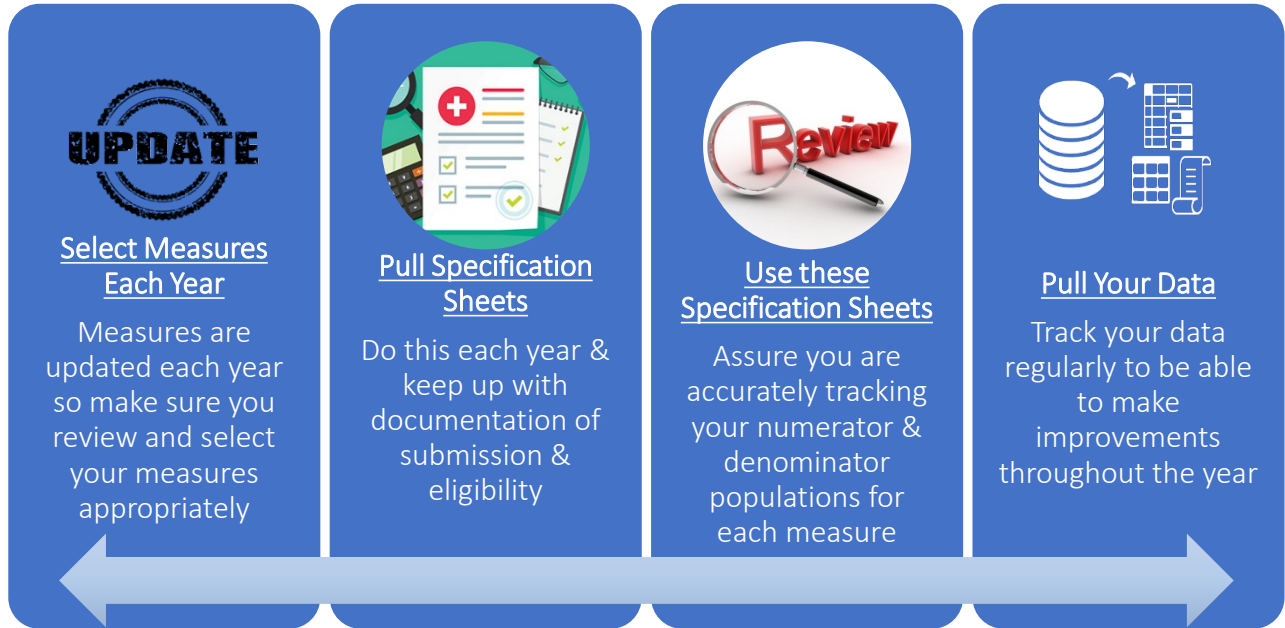 UPDATE
Select Measures
Each Year
Measures are
updated each year
so make sure you
review and select
your measures
appropriately
Pull Specification
Sheets
Do this each year &
keep up with
documentation of
submission &
eligibility
Review
Use these
Specification Sheets
Assure you are
accurately tracking
your numerator &
denominator
populations for
each measure
Pull Your Data
Track your data
regularly to be able
to make
improvements
throughout the year